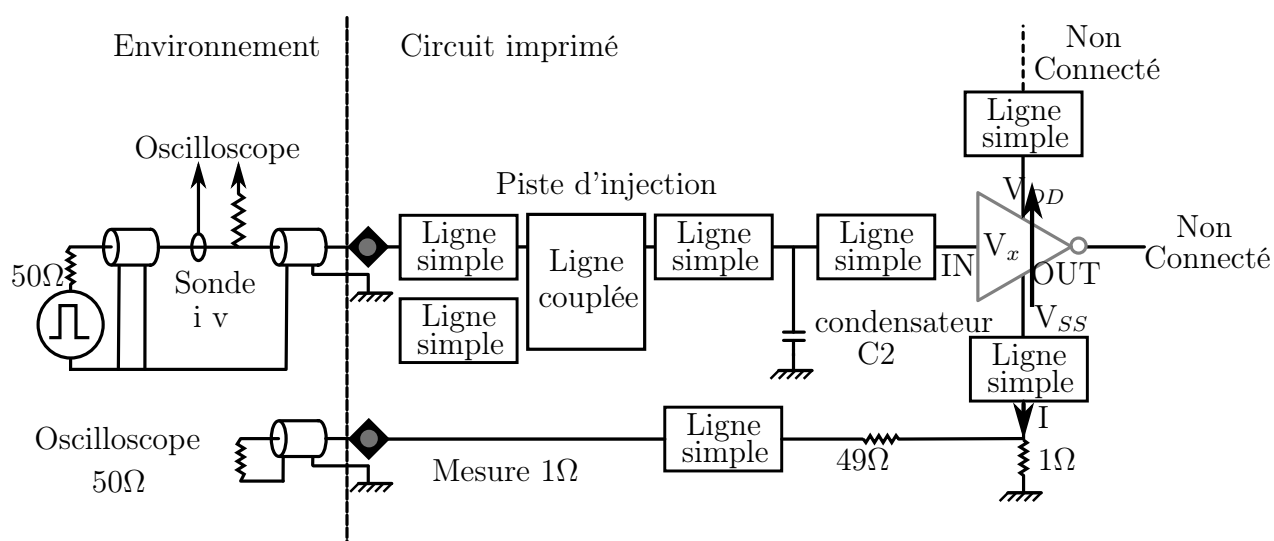 Environnement
Circuit imprimé
Non
Connecté
Ligne
simple
Oscilloscope
Piste d'injection
V_DD
50Ω
Sonde
i v
Ligne
simple
Ligne
couplée
Ligne
simple
Ligne
simple
IN
V_x
OUT
Non
Connecté
Ligne
simple
condensateur
C2
V_SS
Ligne
simple
I
Oscilloscope
50Ω
Mesure 1Ω
Ligne
simple
49Ω
1Ω